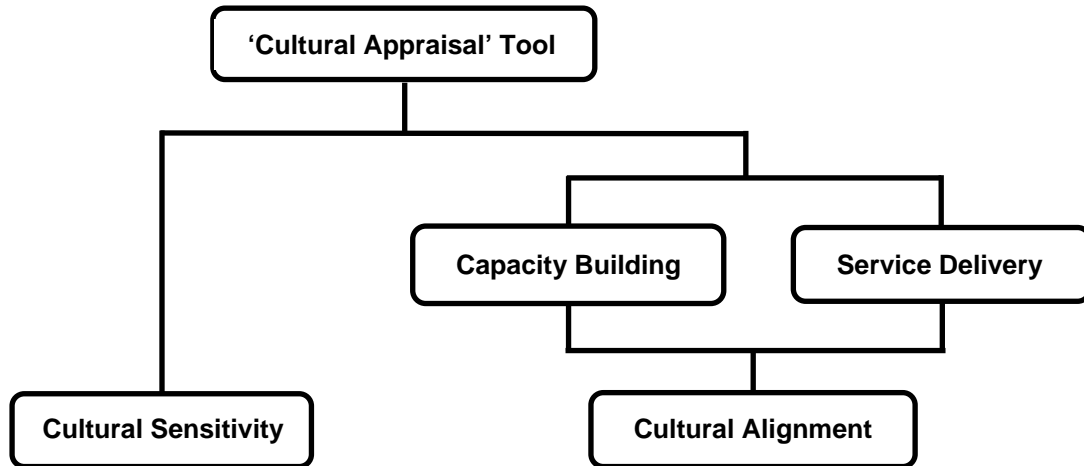 ‘Cultural Appraisal’ Tool
Capacity Building
Service Delivery
Cultural Sensitivity
Cultural Alignment